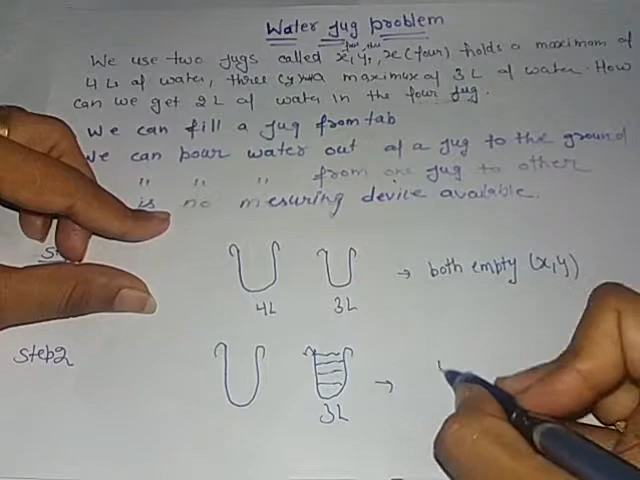 Water jug problem
four three
We use two jugs called x, y, x (four) holds a maximum of
4 L of water, three (y) a maximum of 3 L of water. How
can we get 2L of water in the four jug.
We can fill a jug from tab
We can pour water out of a jug to the ground
" " " from one jug to other
is no mesuring device available.
4L 3L → both empty (x,y)
Step2
3L →